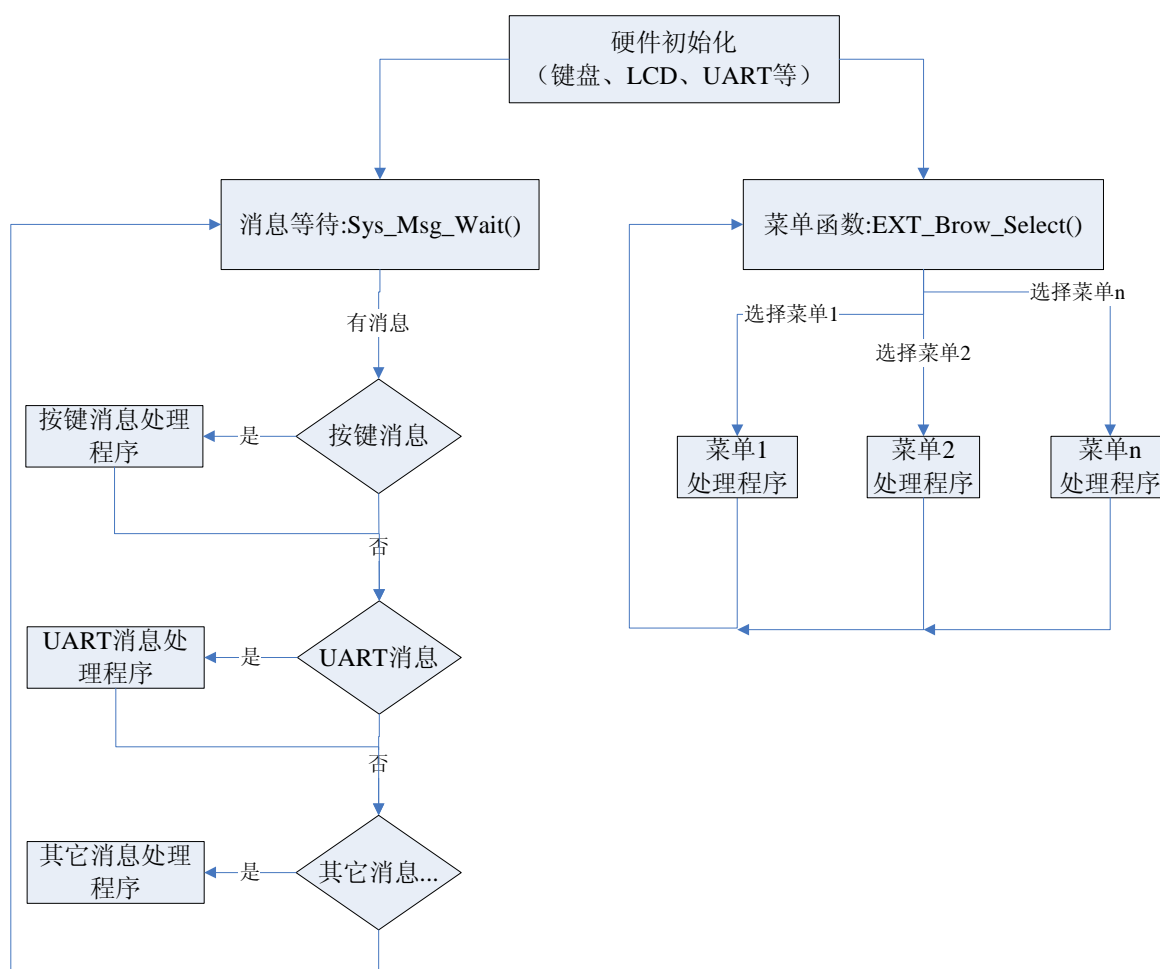 硬件初始化
（键盘、LCD、UART等）
消息等待:Sys_Msg_Wait()
菜单函数:EXT_Brow_Select()
有消息
选择菜单1
选择菜单2
选择菜单n
按键消息处理
程序
是
按键消息
菜单1
处理程序
菜单2
处理程序
菜单n
处理程序
否
UART消息处
理程序
是
UART消息
否
其它消息处理
程序
是
其它消息...